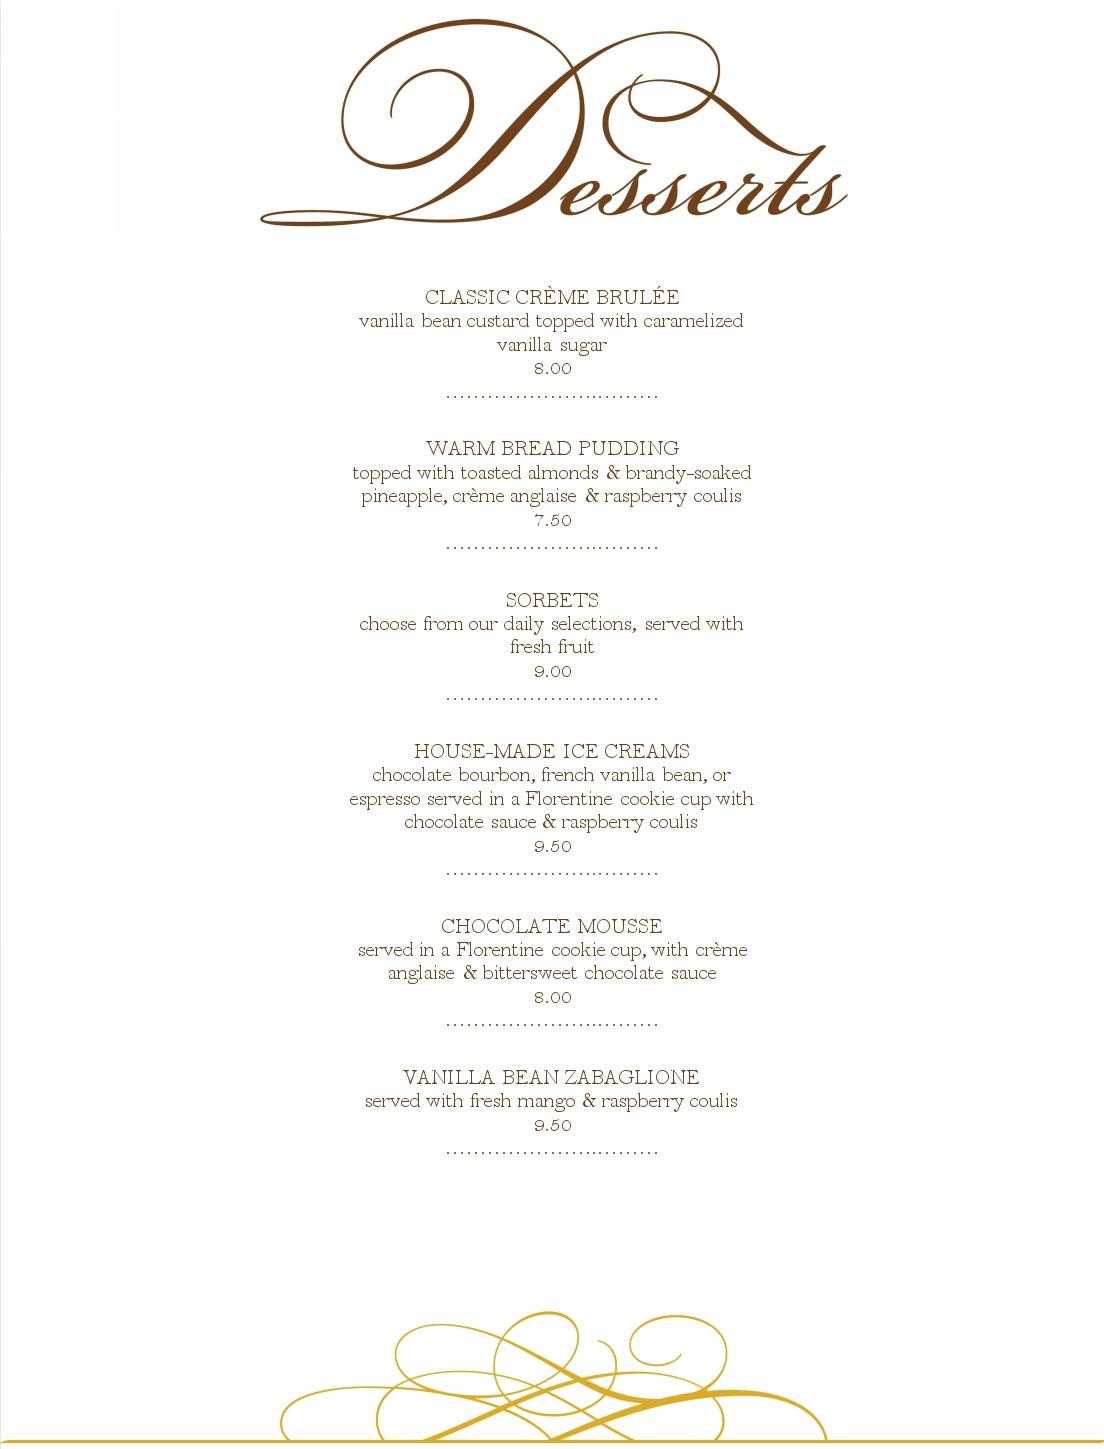 Desserts
CLASSIC CRÈME BRULÉE
vanilla bean custard topped with caramelized
vanilla sugar
8.00
..............................
WARM BREAD PUDDING
topped with toasted almonds & brandy-soaked
pineapple, crème anglaise & raspberry coulis
7.50
..............................
SORBETS
choose from our daily selections, served with
fresh fruit
9.00
..............................
HOUSE-MADE ICE CREAMS
chocolate bourbon, french vanilla bean, or
espresso served in a Florentine cookie cup with
chocolate sauce & raspberry coulis
9.50
..............................
CHOCOLATE MOUSSE
served in a Florentine cookie cup, with crème
anglaise & bittersweet chocolate sauce
8.00
..............................
VANILLA BEAN ZABAGLIONE
served with fresh mango & raspberry coulis
9.50
..............................